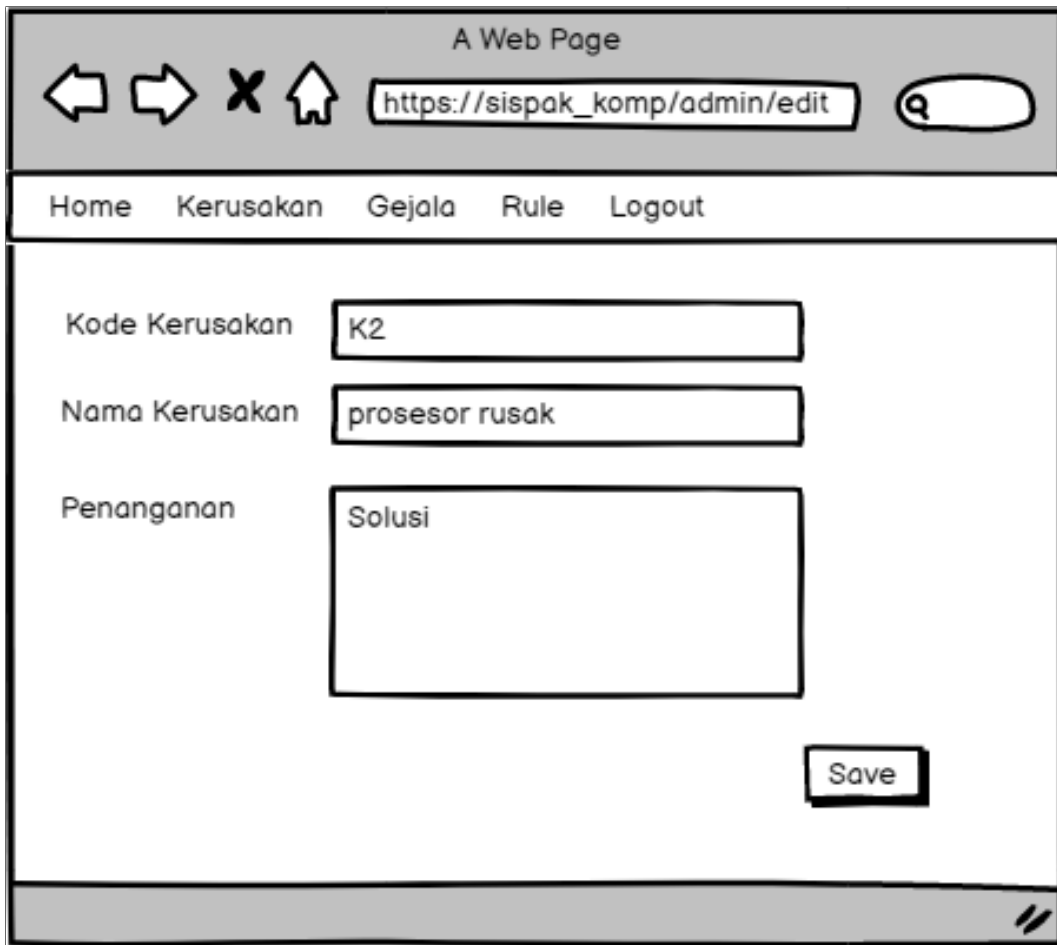 A Web Page
https://sispak_komp/admin/edit
Home Kerusakan Gejala Rule Logout
Kode Kerusakan K2
Nama Kerusakan prosesor rusak
Penanganan Solusi
Save